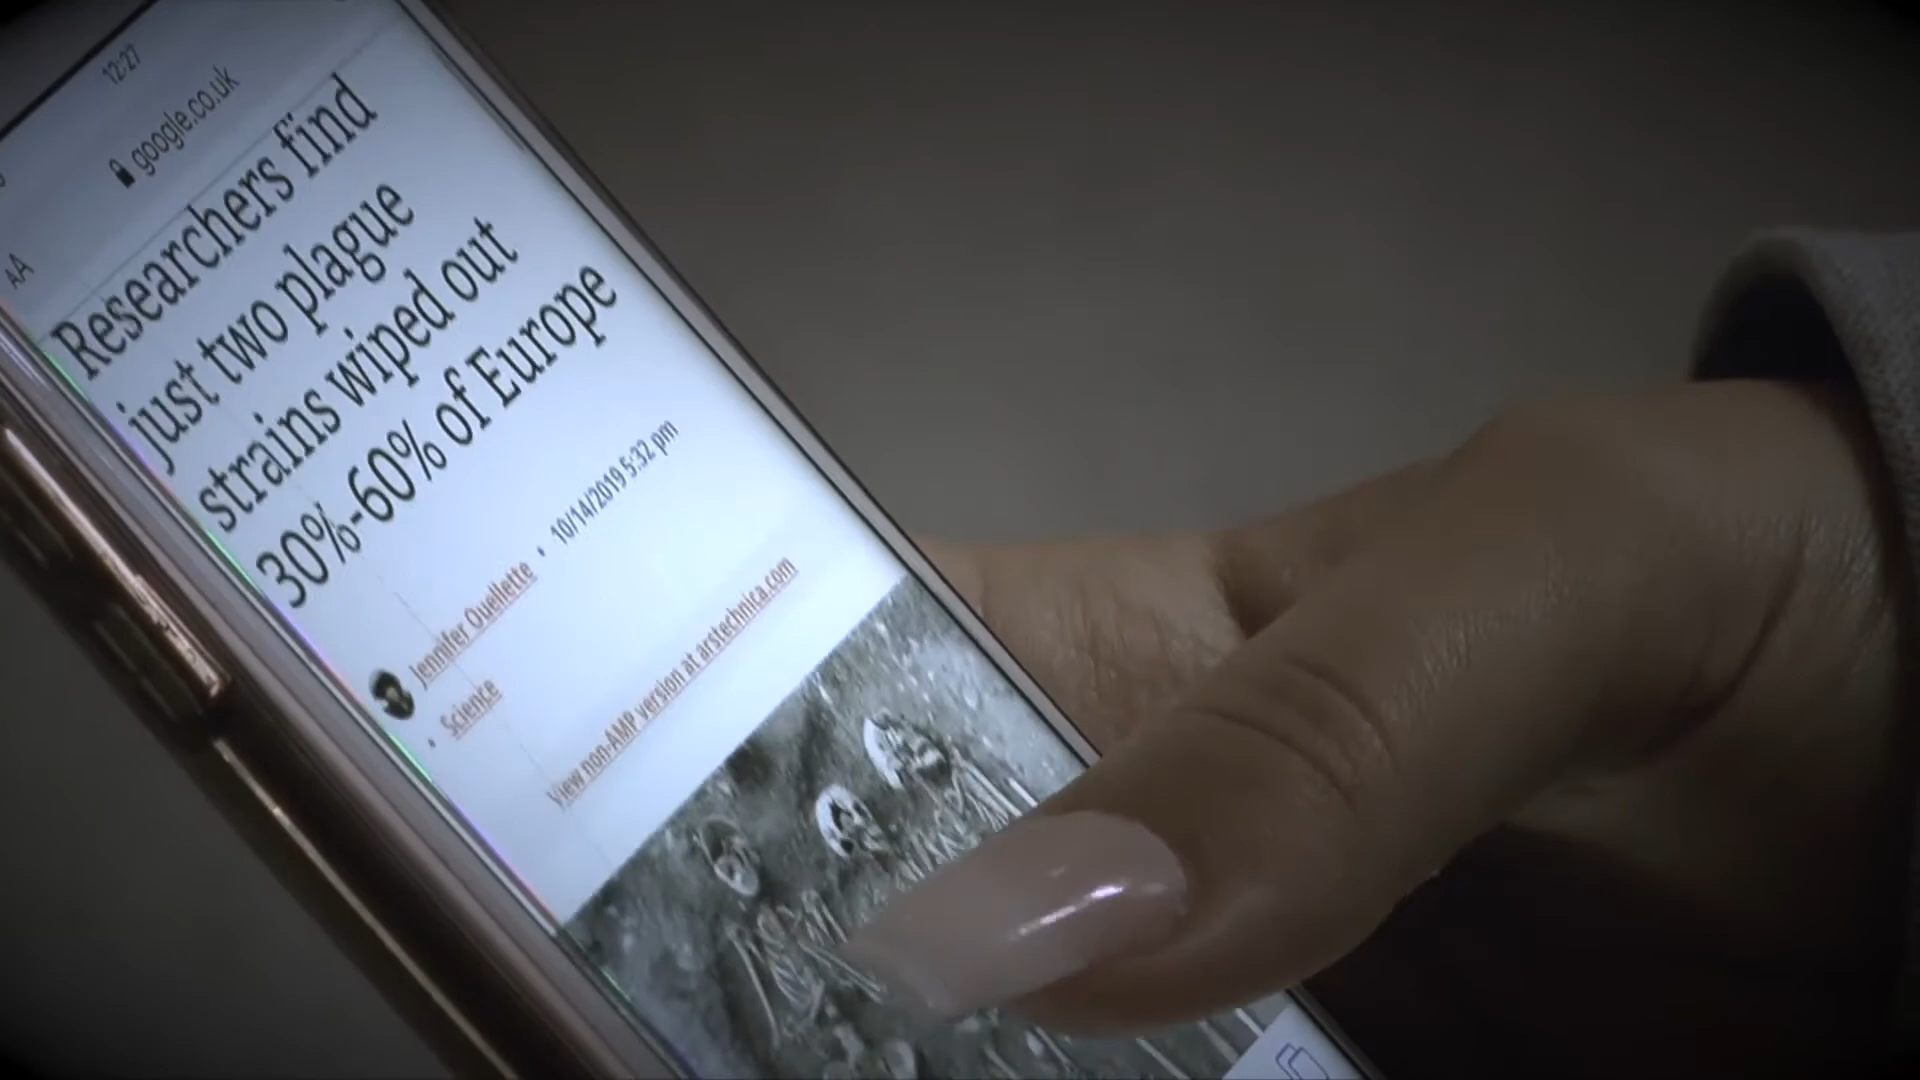 12:27
AA
google.co.uk
Researchers find
just two plague
strains wiped out
30%-60% of Europe
Jennifer Ouellette • 10/14/2019 5:32 pm
• Science
View non-AMP version at arstechnica.com